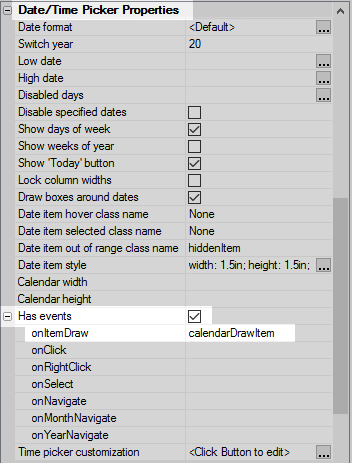 Date/Time Picker Properties
Date format <Default> ...
Switch year 20
Low date ...
High date ...
Disabled days ...
Disable specified dates
Show days of week
Show weeks of year
Show 'Today' button
Lock column widths
Draw boxes around dates
Date item hover class name None
Date item selected class name None
Date item out of range class name hiddenItem
Date item style width: 1.5in; height: 1.5in; ...
Calendar width
Calendar height
Has events
onItemDraw calendarDrawItem
onClick
onRightClick
onSelect
onNavigate
onMonthNavigate
onYearNavigate
Time picker customization <Click Button to edit> ...